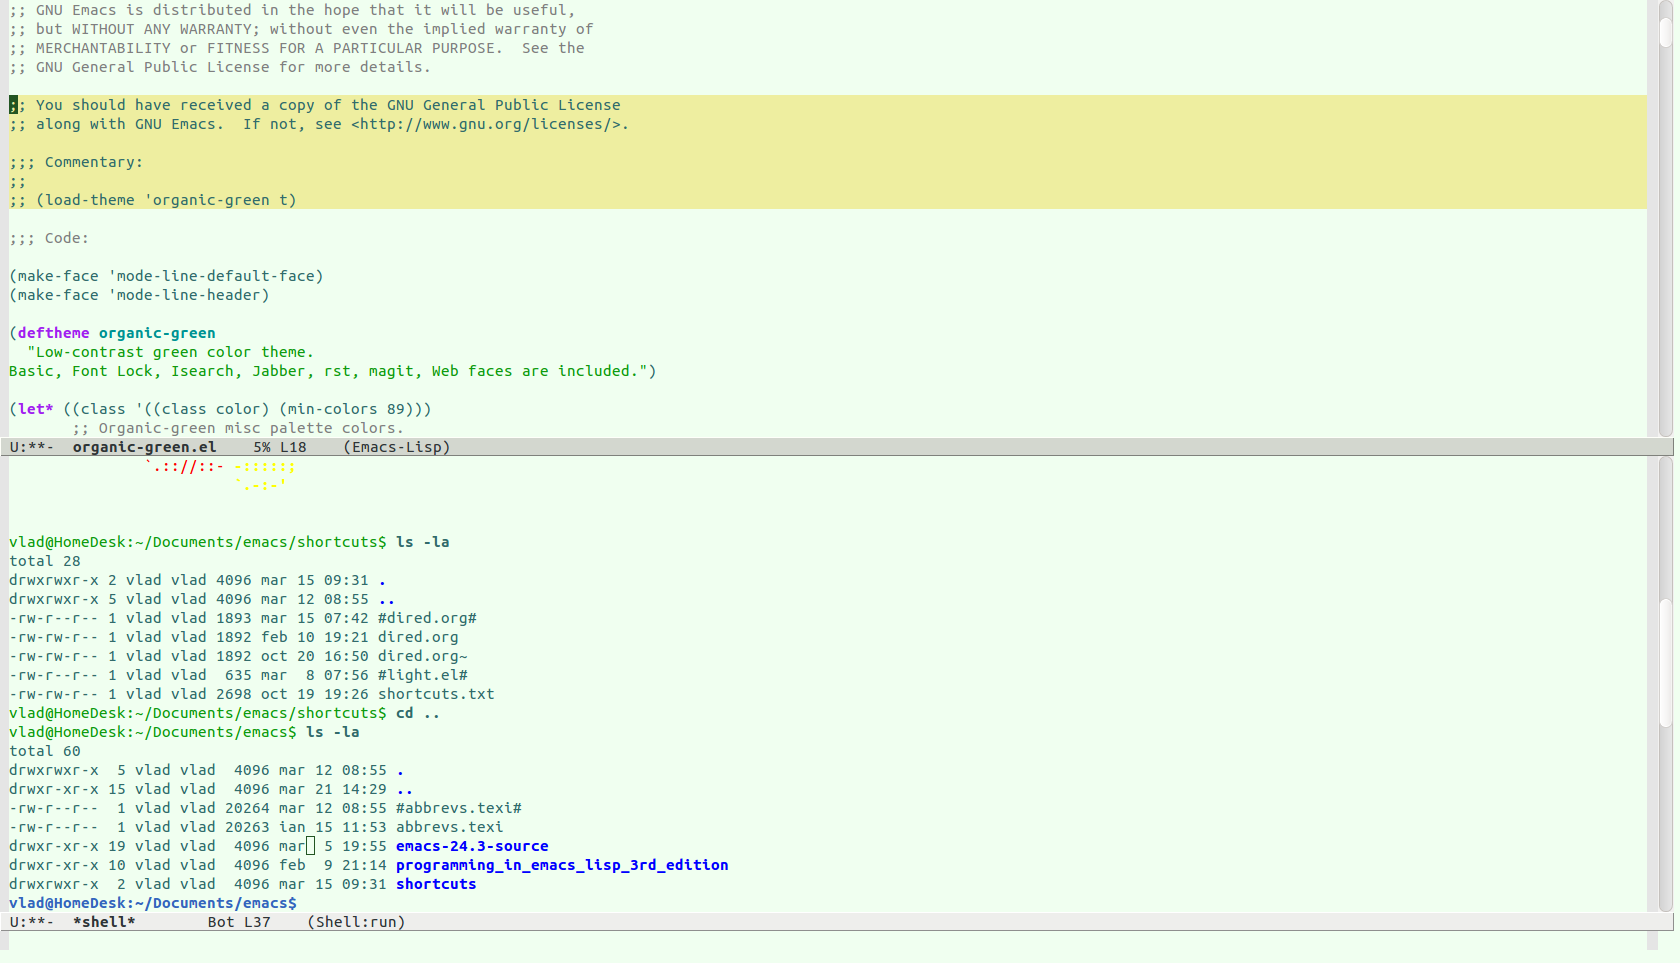 ;; GNU Emacs is distributed in the hope that it will be useful,
;; but WITHOUT ANY WARRANTY; without even the implied warranty of
;; MERCHANTABILITY or FITNESS FOR A PARTICULAR PURPOSE.  See the
;; GNU General Public License for more details.

;; You should have received a copy of the GNU General Public License
;; along with GNU Emacs.  If not, see <http://www.gnu.org/licenses/>.

;;; Commentary:
;;
;; (load-theme 'organic-green t)

;;; Code:

(make-face 'mode-line-default-face)
(make-face 'mode-line-header)

(deftheme organic-green
  "Low-contrast green color theme.
Basic, Font Lock, Isearch, Jabber, rst, magit, Web faces are included.")

(let* ((class '((class color) (min-colors 89)))
       ;; Organic-green misc palette colors.
U:**-  organic-green.el    5% L18    (Emacs-Lisp)
               `.:://::- -:::::;
                         `.-:-'

vlad@HomeDesk:~/Documents/emacs/shortcuts$ ls -la
total 28
drwxrwxr-x 2 vlad vlad 4096 mar 15 09:31 .
drwxrwxr-x 5 vlad vlad 4096 mar 12 08:55 ..
-rw-r--r-- 1 vlad vlad 1893 mar 15 07:42 #dired.org#
-rw-rw-r-- 1 vlad vlad 1892 feb 10 19:21 dired.org
-rw-rw-r-- 1 vlad vlad 1892 oct 20 16:50 dired.org~
-rw-r--r-- 1 vlad vlad  635 mar  8 07:56 #light.el#
-rw-rw-r-- 1 vlad vlad 2698 oct 19 19:26 shortcuts.txt
vlad@HomeDesk:~/Documents/emacs/shortcuts$ cd ..
vlad@HomeDesk:~/Documents/emacs$ ls -la
total 60
drwxrwxr-x  5 vlad vlad  4096 mar 12 08:55 .
drwxr-xr-x 15 vlad vlad  4096 mar 21 14:29 ..
-rw-r--r--  1 vlad vlad 20264 mar 12 08:55 #abbrevs.texi#
-rw-r--r--  1 vlad vlad 20263 ian 15 11:53 abbrevs.texi
drwxr-xr-x 19 vlad vlad  4096 mar  5 19:55 emacs-24.3-source
drwxr-xr-x 10 vlad vlad  4096 feb  9 21:14 programming_in_emacs_lisp_3rd_edition
drwxrwxr-x  2 vlad vlad  4096 mar 15 09:31 shortcuts
vlad@HomeDesk:~/Documents/emacs$
U:**-  *shell*        Bot L37    (Shell:run)